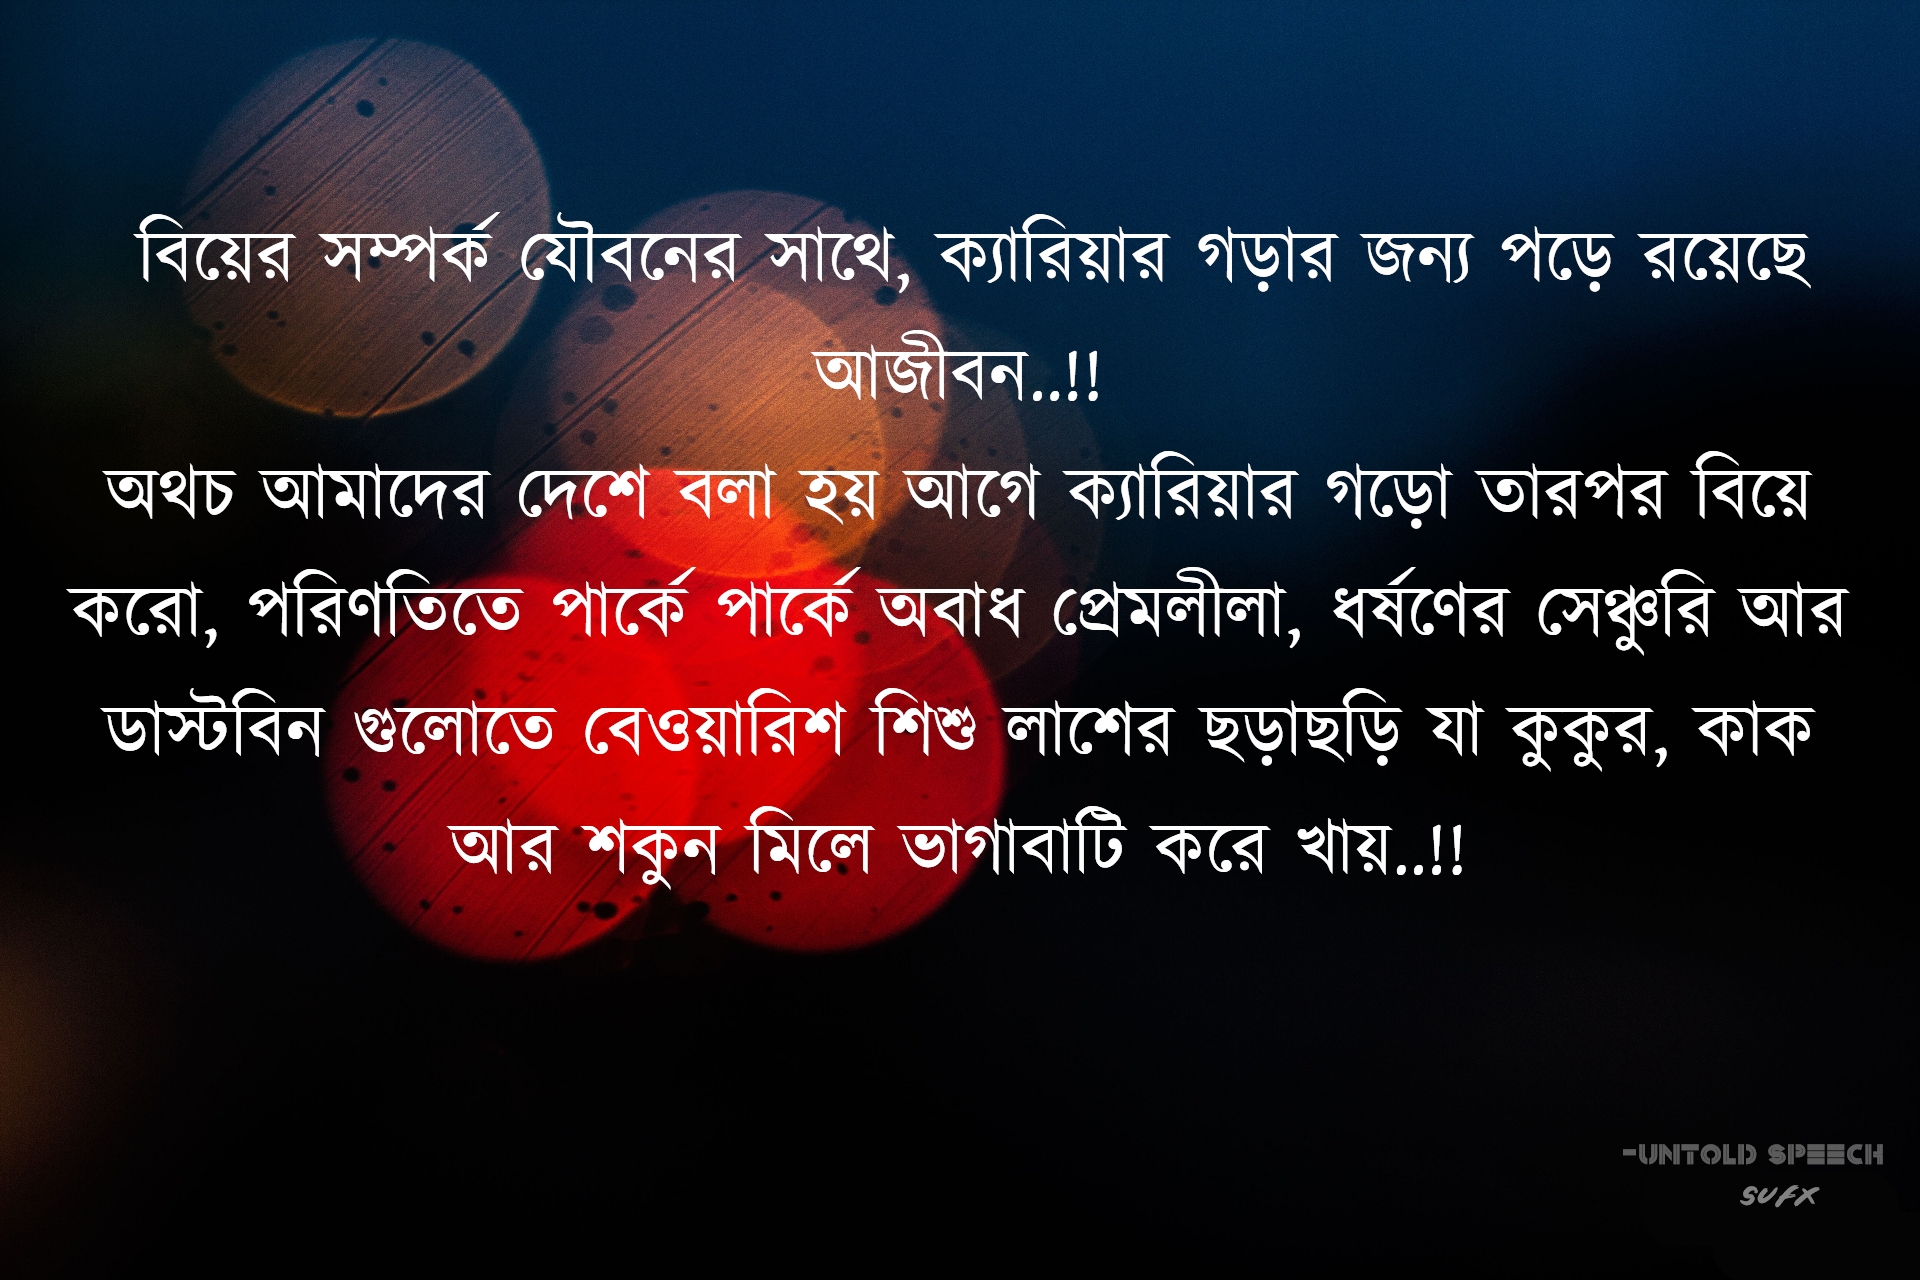 বিয়ের সম্পর্ক যৌবনের সাথে, ক্যারিয়ার গড়ার জন্য পড়ে রয়েছে
আজীবন..!!
অথচ আমাদের দেশে বলা হয় আগে ক্যারিয়ার গড়ো তারপর বিয়ে
করো, পরিণতিতে পার্কে পার্কে অবাধ প্রেমলীলা, ধর্ষণের সেঞ্চুরি আর
ডাস্টবিন গুলোতে বেওয়ারিশ শিশু লাশের ছড়াছড়ি যা কুকুর, কাক
আর শকুন মিলে ভাগাবাটি করে খায়..!!
-UNTOLD SPEECH
SUFX